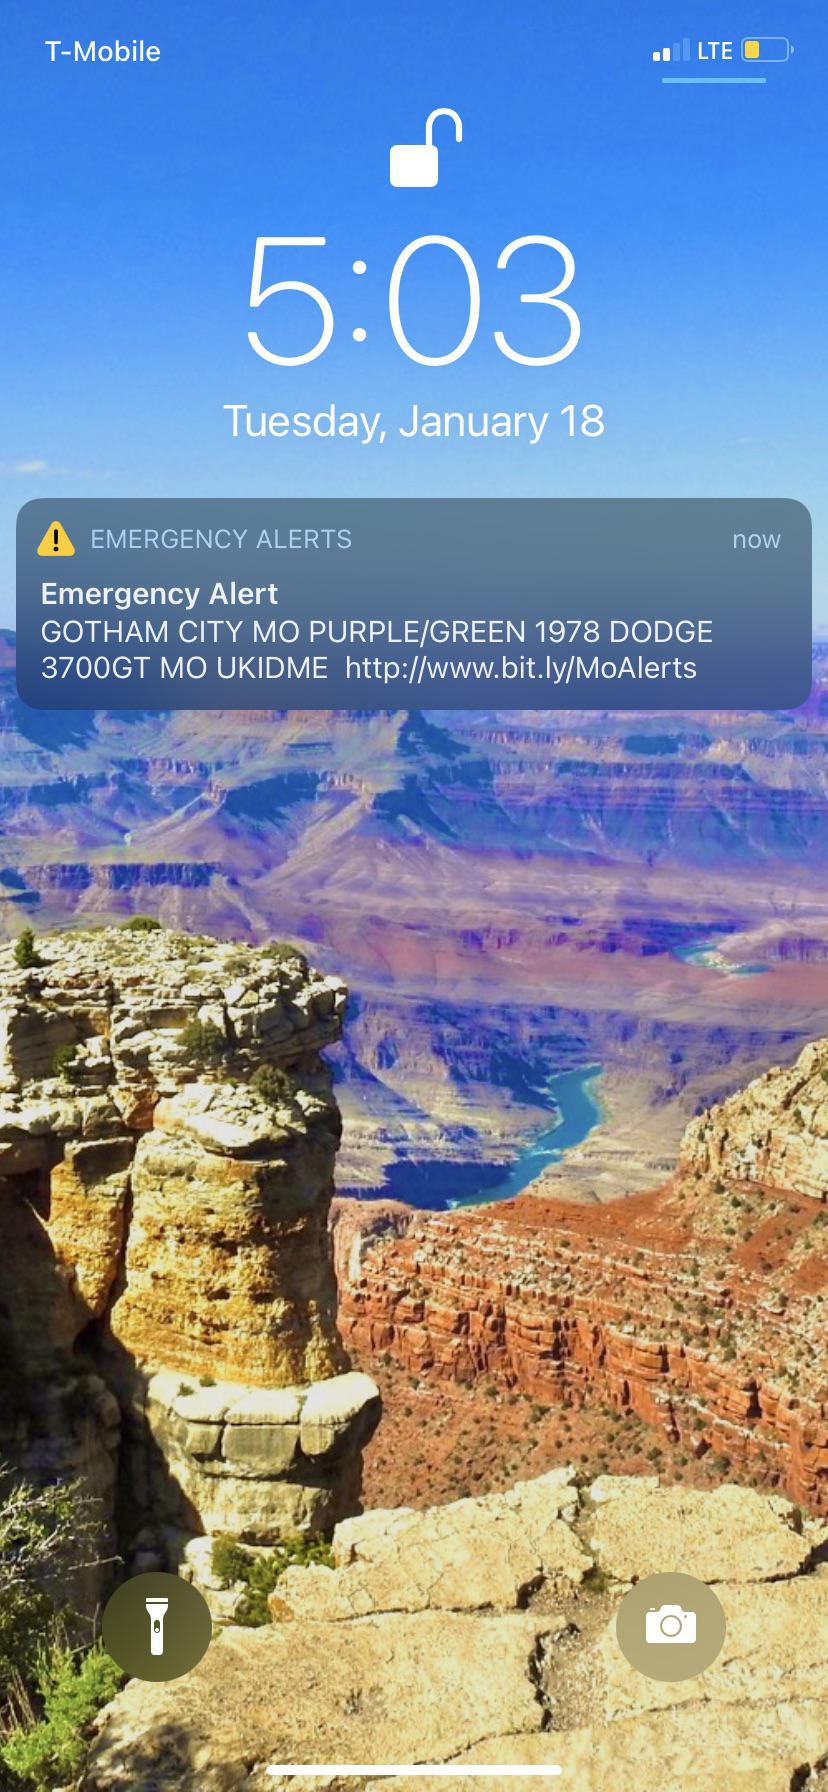 T-Mobile LTE
5:03
Tuesday, January 18
EMERGENCY ALERTS now
Emergency Alert
GOTHAM CITY MO PURPLE/GREEN 1978 DODGE
3700GT MO UKIDME http://www.bit.ly/MoAlerts